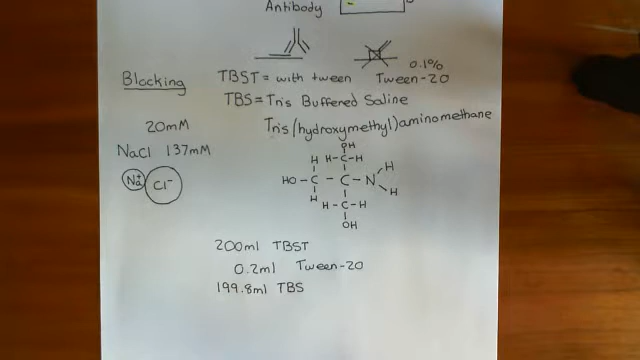 Antibody
0.1%
Blocking
TBST = with tween Tween-20
TBS = Tris Buffered Saline
20mM
Tris(hydroxymethyl)aminomethane
NaCl 137mM
Na+ Cl-
OH
H H-C-H H
HO-C-C-N
H H-C-H H
OH
200ml TBST
0.2ml Tween-20
199.8ml TBS